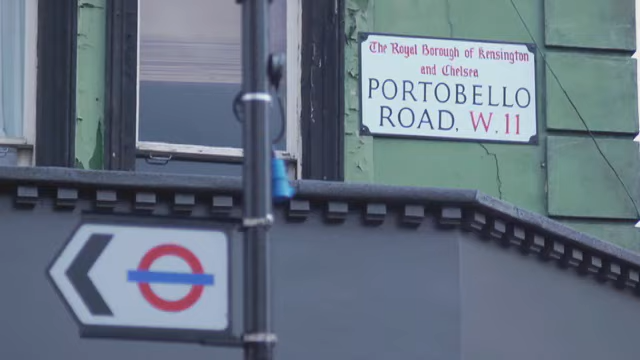 The Royal Borough of Kensington
and Chelsea
PORTOBELLO
ROAD. W.11